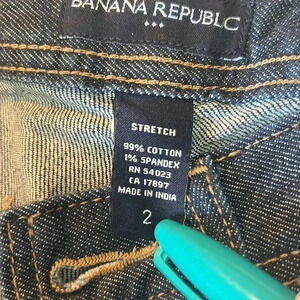 BANANA REPUBLC
STRETCH
99% COTTON
1% SPANDEX
RN 54023
CA 17897
MADE IN INDIA
2